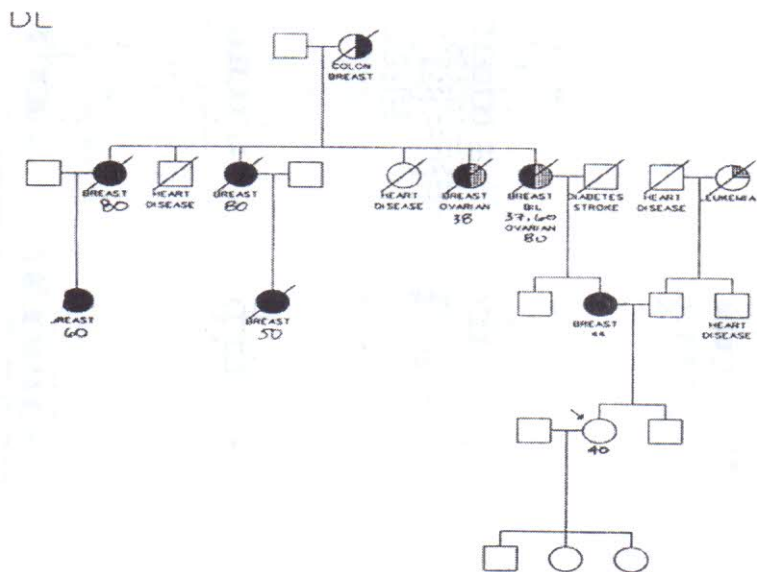 DL
COLON
BREAST
BREAST
80
HEART
DISEASE
BREAST
80
HEART
DISEASE
BREAST
OVARIAN
38
BREAST
BIL
37,60
OVARIAN
80
DIABETES
STROKE
HEART
DISEASE
LEUKEMIA
BREAST
60
BREAST
50
BREAST
44
HEART
DISEASE
40